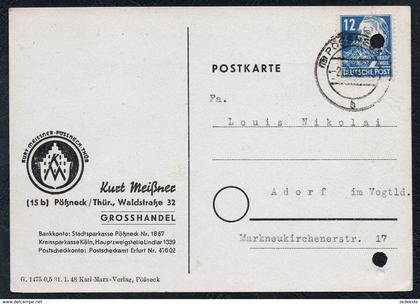 12
DEUTSCHE POST
PÖSSNECK
b
POSTKARTE
Fa.
Louis Nikolai
Adorf im Vogtld.
Markneukirchenerstr. 17
KURT MEISSNER·PÖSSNECK·THÜR.
KM
Kurt Meißner
(15 b) Pößneck / Thür., Waldstraße 32
GROSSHANDEL
Bankkonto: Stadtsparkasse Pößneck Nr. 1867
Kreissparkasse Köln, Hauptzweigstelle Lindlar 1339
Postscheckkonto: Postscheckamt Erfurt Nr. 41602
G. 1475 0,5 31. 1. 48 Karl-Marx-Verlag, Pößneck